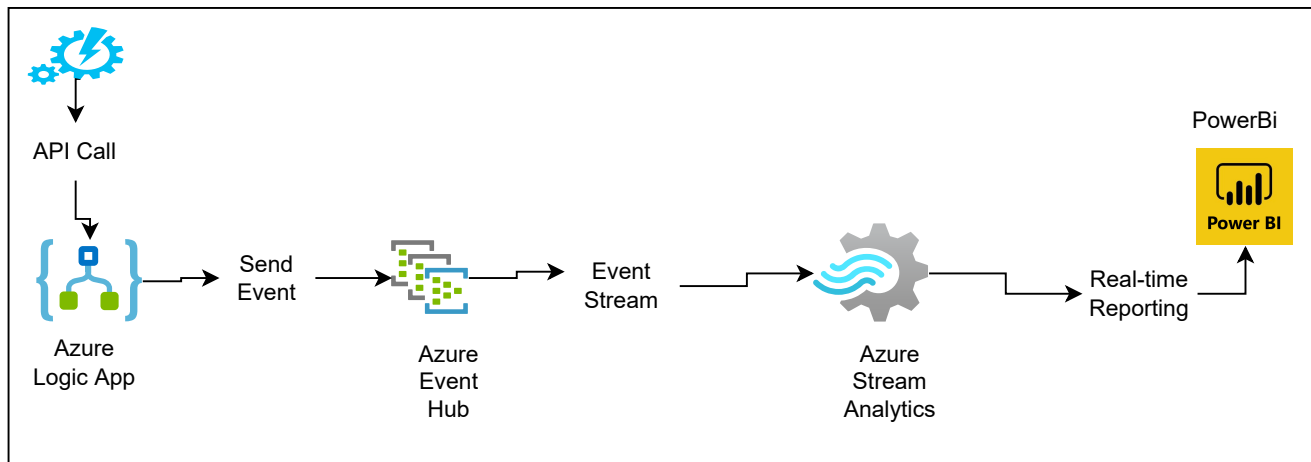 API Call
Azure
Logic App
Send
Event
Azure
Event
Hub
Event
Stream
Azure
Stream
Analytics
Real-time
Reporting
PowerBi
Power BI